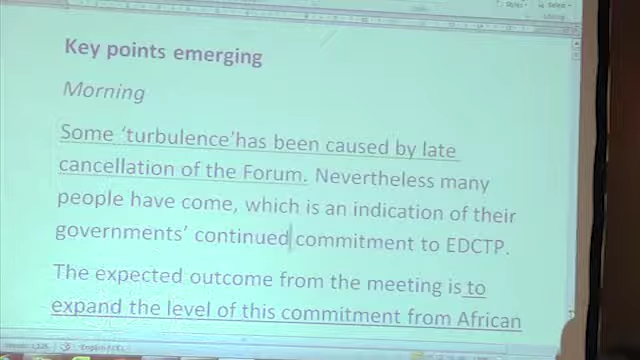 Key points emerging
Morning
Some ‘turbulence’has been caused by late
cancellation of the Forum. Nevertheless many
people have come, which is an indication of their
governments’ continued commitment to EDCTP.
The expected outcome from the meeting is to
expand the level of this commitment from African